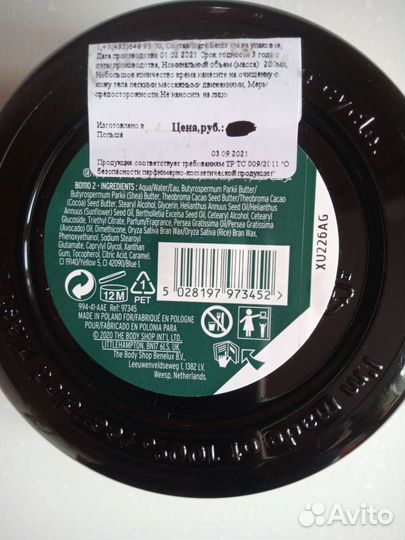 Дата производства 01 02 2021 Срок годности 3 года с
даты производства, Номинальный объем (масса) 200мл,
Небольшое количество крема нанесите на очищенную
кожу тела легкими массажными движениями, Меры
предосторожности: Не наносить на лицо
Изготовлено в
Польша
Цена, руб.:
03 09 2021
Продукция соответствует требованиям ТР ТС 009/2011 "О
безопасности парфюмерно-косметической продукции"
B01110 2 - INGREDIENTS: Aqua/Water/Eau, Butyrospermum Parkii Butter/
Butyrospermum Parkii (Shea) Butter, Theobroma Cacao Seed Butter/Theobroma Cacao
(Cocoa) Seed Butter, Stearyl Alcohol, Glycerin, Helianthus Annuus Seed Oil/Helianthus
Annuus (Sunflower) Seed Oil, Bertholletia Excelsa Seed Oil, Cetearyl Alcohol, Cetearyl
Glucoside, Triethyl Citrate, Parfum/Fragrance, Persea Gratissima Oil/Persea Gratissima
(Avocado) Oil, Dimethicone, Oryza Sativa Bran Wax/Oryza Sativa (Rice) Bran Wax,
Phenoxyethanol, Sodium Stearoyl
Glutamate, Caprylyl Glycol, Xanthan
Gum, Tocopherol, Citric Acid, Caramel,
CI 19140/Yellow 5, CI 42090/Blue 1
XU226AG
12M
1
PET
5 028197 973452 >
994-41-AAE Ref: 97345
MADE IN POLAND FOR/FABRIQUÉ EN POLOGNE
POUR/FABRICADO EN POLONIA PARA
© 2020 THE BODY SHOP INT'L LTD,
LITTLEHAMPTON, BN17 6LS, UK
The Body Shop Benelux B.V.
Leeuwenveldseweg 1, 1382 LV,
Weesp, Netherlands.
I'm made of 100% recycled plastic
Avito